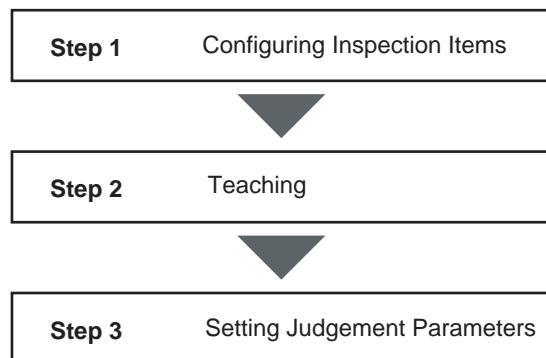 Step 1 Configuring Inspection Items
Step 2 Teaching
Step 3 Setting Judgement Parameters